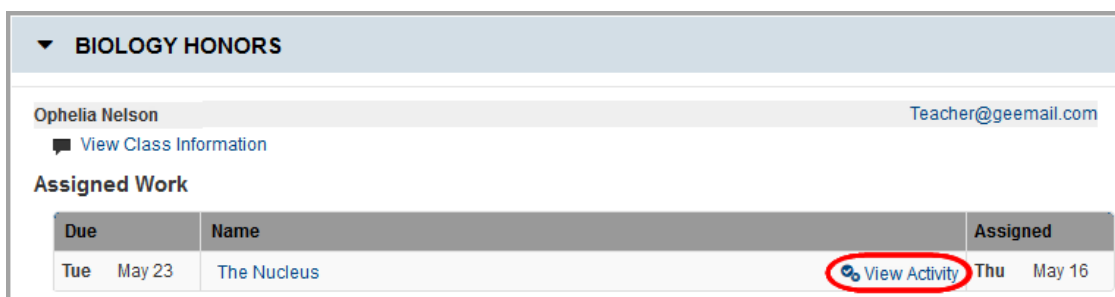 BIOLOGY HONORS
Ophelia Nelson Teacher@geemail.com
View Class Information
Assigned Work
Due Name Assigned
Tue May 23 The Nucleus View Activity Thu May 16